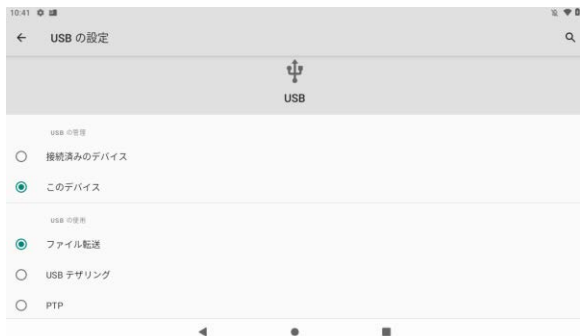 10:41
USB の設定
USB
USB の管理
接続済みのデバイス
このデバイス
USB の使用
ファイル転送
USB テザリング
PTP